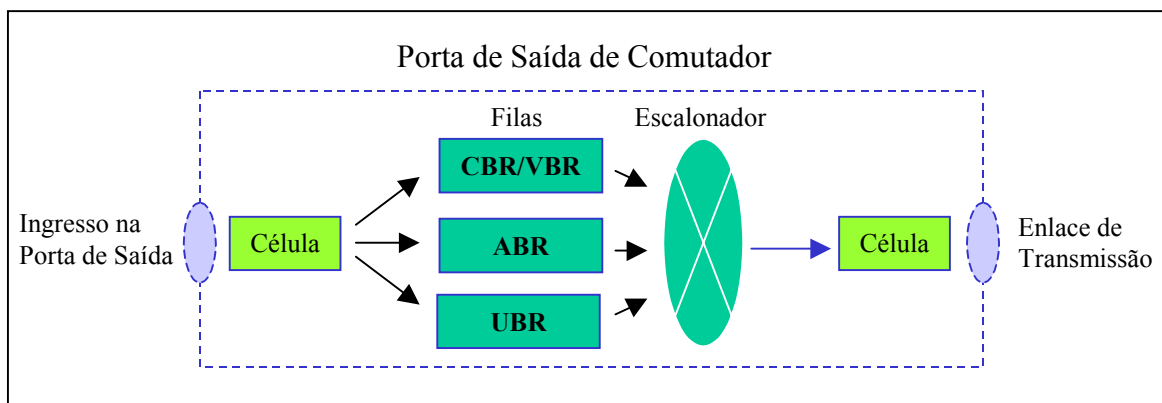 Porta de Saída de Comutador
Filas
Escalonador
CBR/VBR
Ingresso na
Porta de Saída
Célula
ABR
Célula
Enlace de
Transmissão
UBR